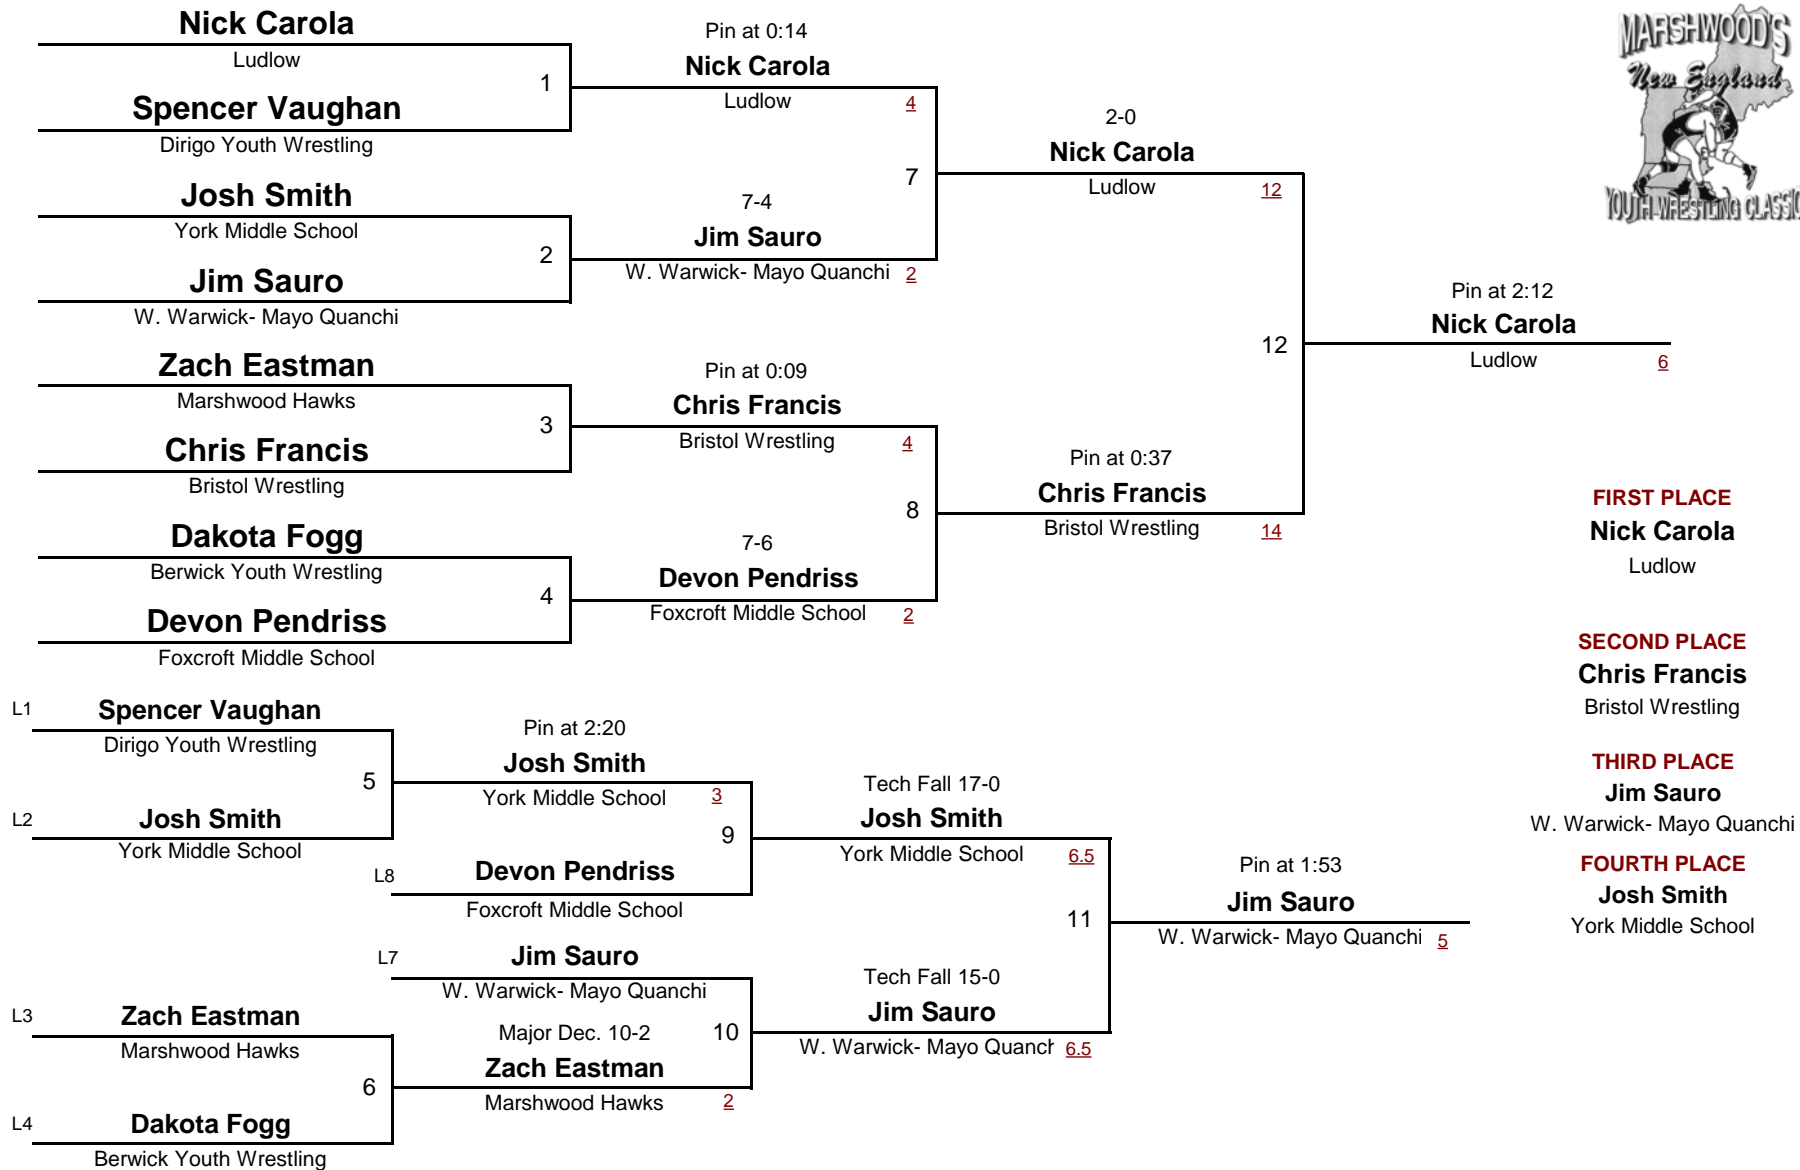 Nick Carola
Ludlow
1
Spencer Vaughan
Dirigo Youth Wrestling
Josh Smith
York Middle School
2
Jim Sauro
W. Warwick- Mayo Quanchi
Zach Eastman
Marshwood Hawks
3
Chris Francis
Bristol Wrestling
Dakota Fogg
Berwick Youth Wrestling
4
Devon Pendriss
Foxcroft Middle School
Pin at 0:14
Nick Carola
Ludlow 4
7
7-4
Jim Sauro
W. Warwick- Mayo Quanchi 2
Pin at 0:09
Chris Francis
Bristol Wrestling 4
8
7-6
Devon Pendriss
Foxcroft Middle School 2
2-0
Nick Carola
Ludlow 12
12
Pin at 0:37
Chris Francis
Bristol Wrestling 14
Pin at 2:12
Nick Carola
Ludlow 6
MARSHWOOD'S
New England
YOUTH WRESTLING CLASSIC
FIRST PLACE
Nick Carola
Ludlow
SECOND PLACE
Chris Francis
Bristol Wrestling
THIRD PLACE
Jim Sauro
W. Warwick- Mayo Quanchi
FOURTH PLACE
Josh Smith
York Middle School
L1 Spencer Vaughan
Dirigo Youth Wrestling
5
L2 Josh Smith
York Middle School
L3 Zach Eastman
Marshwood Hawks
6
L4 Dakota Fogg
Berwick Youth Wrestling
Pin at 2:20
Josh Smith
York Middle School 3
9
L8 Devon Pendriss
Foxcroft Middle School
L7 Jim Sauro
W. Warwick- Mayo Quanchi
Major Dec. 10-2 10
Zach Eastman
Marshwood Hawks 2
Tech Fall 17-0
Josh Smith
York Middle School 6.5
11
Tech Fall 15-0
Jim Sauro
W. Warwick- Mayo Quanch 6.5
Pin at 1:53
Jim Sauro
W. Warwick- Mayo Quanchi 5